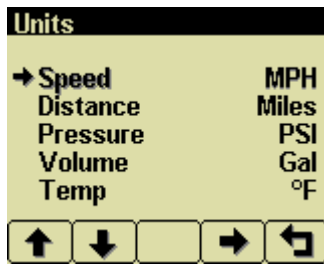 Units
Speed MPH
Distance Miles
Pressure PSI
Volume Gal
Temp °F